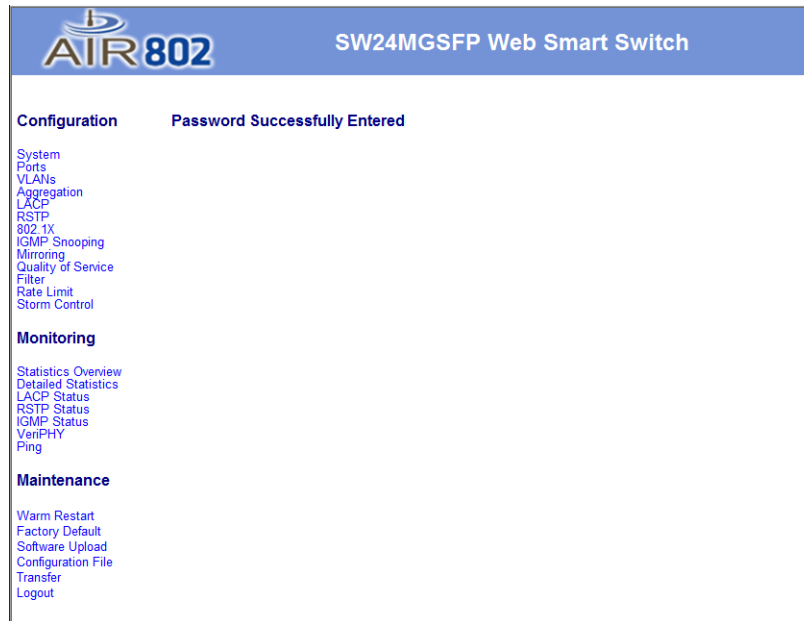 AIR802
SW24MGSFP Web Smart Switch
Configuration
Password Successfully Entered
System
Ports
VLANs
Aggregation
LACP
RSTP
802.1X
IGMP Snooping
Mirroring
Quality of Service
Filter
Rate Limit
Storm Control
Monitoring
Statistics Overview
Detailed Statistics
LACP Status
RSTP Status
IGMP Status
VeriPHY
Ping
Maintenance
Warm Restart
Factory Default
Software Upload
Configuration File
Transfer
Logout